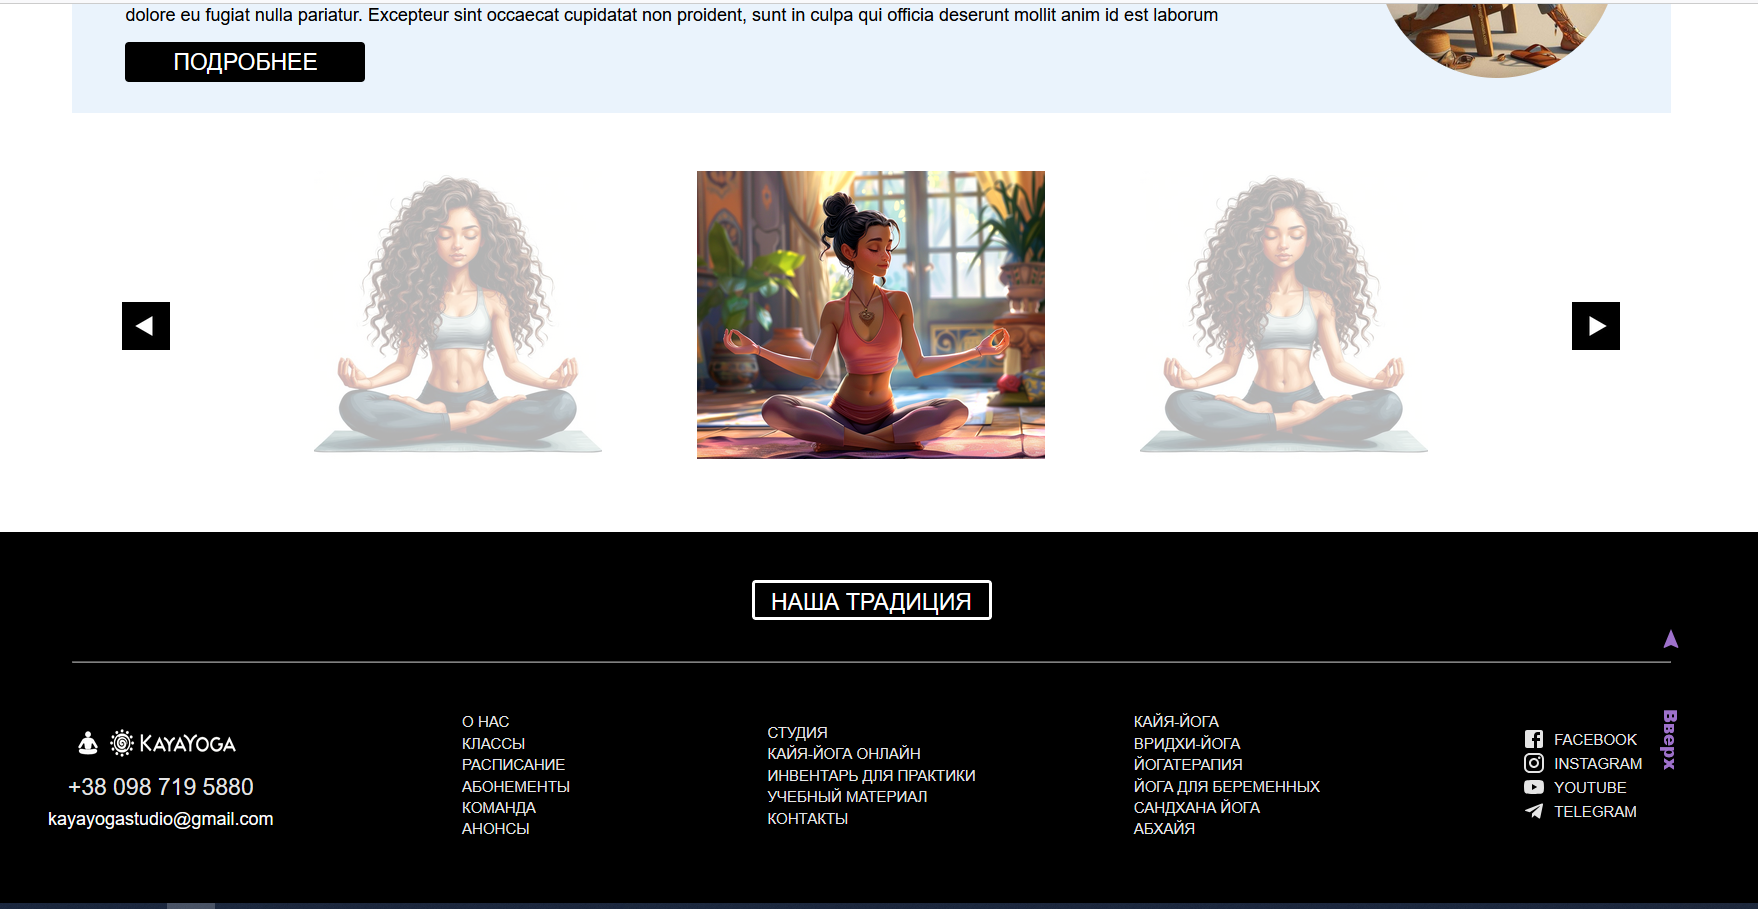 dolore eu fugiat nulla pariatur. Excepteur sint occaecat cupidatat non proident, sunt in culpa qui officia deserunt mollit anim id est laborum
ПОДРОБНЕЕ
НАША ТРАДИЦИЯ
KAYAYOGA
+38 098 719 5880
kayayogastudio@gmail.com
О НАС
КЛАССЫ
РАСПИСАНИЕ
АБОНЕМЕНТЫ
КОМАНДА
АНОНСЫ
СТУДИЯ
КАЙЯ-ЙОГА ОНЛАЙН
ИНВЕНТАРЬ ДЛЯ ПРАКТИКИ
УЧЕБНЫЙ МАТЕРИАЛ
КОНТАКТЫ
КАЙЯ-ЙОГА
ВРИДХИ-ЙОГА
ЙОГАТЕРАПИЯ
ЙОГА ДЛЯ БЕРЕМЕННЫХ
САНДХАНА ЙОГА
АБХАЙЯ
FACEBOOK
INSTAGRAM
YOUTUBE
TELEGRAM
Вверх